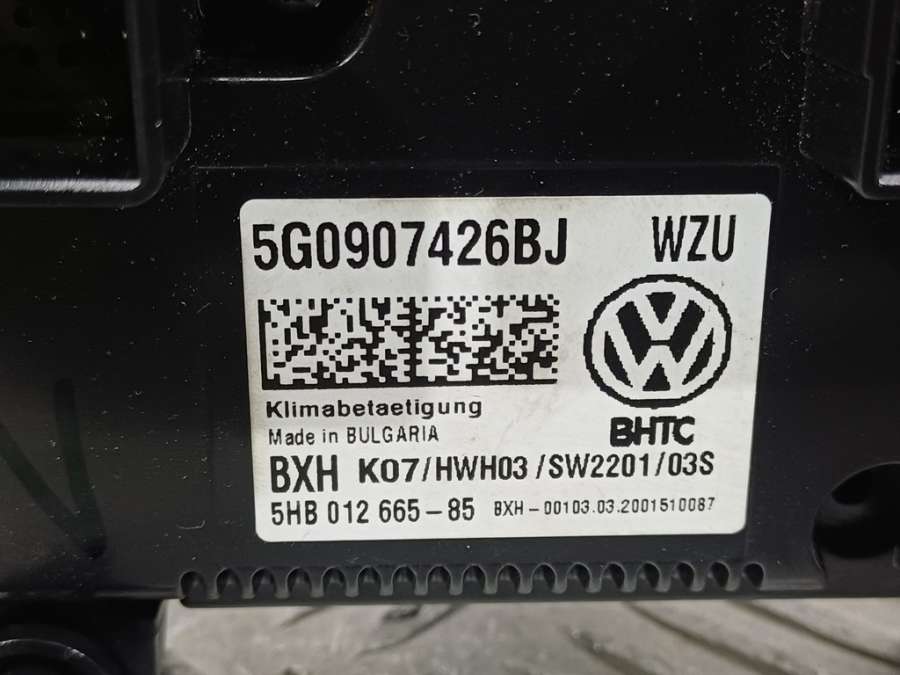 5G0907426BJ WZU
Klimabetaetigung
Made in BULGARIA
BHTC
BXH K07/HWH03/SW2201/03S
5HB 012 665-85 BXH-00103.03.2001510087